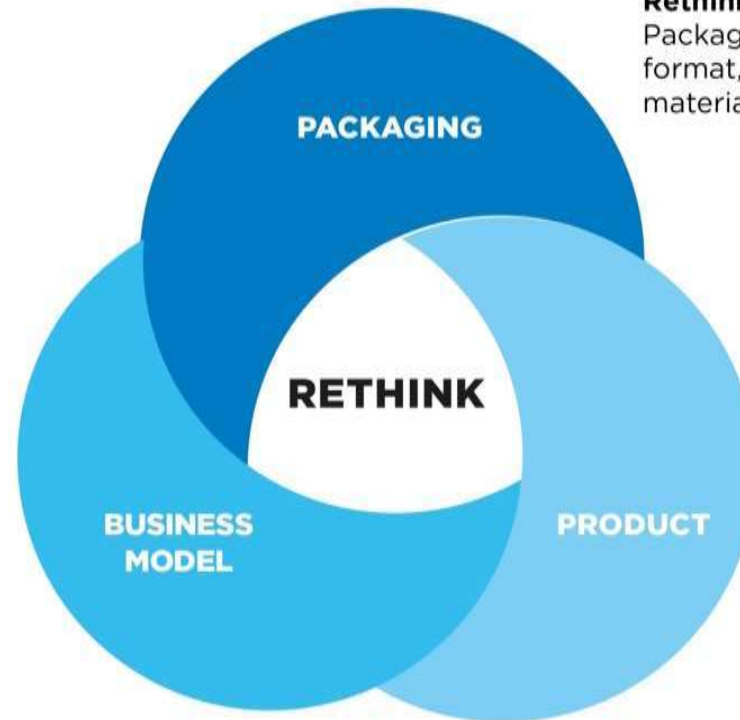 PACKAGING
RETHINK
BUSINESS
MODEL
PRODUCT
format,